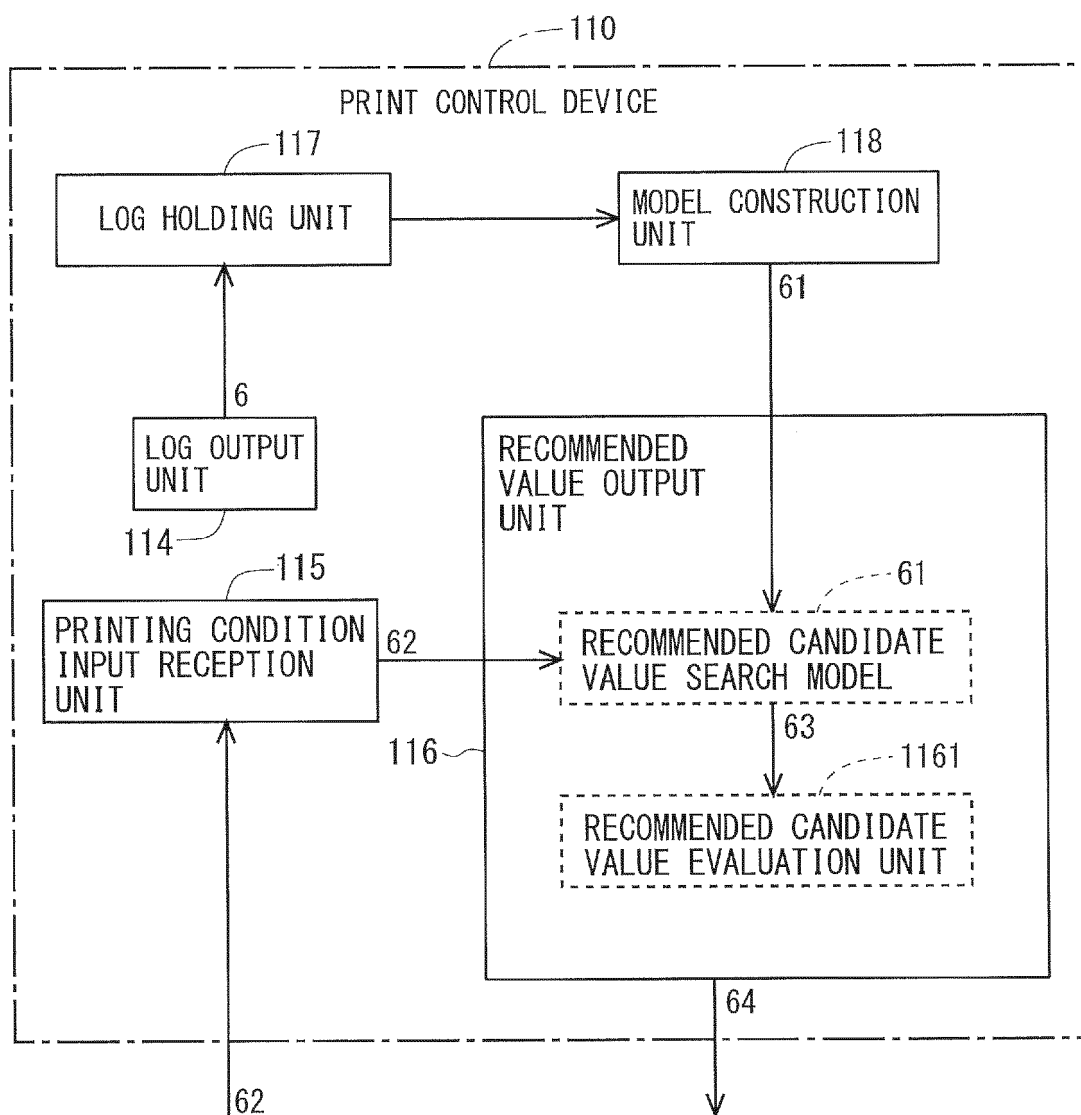 110
PRINT CONTROL DEVICE
117
LOG HOLDING UNIT
118
MODEL CONSTRUCTION
UNIT
61
6
LOG OUTPUT
UNIT
114
RECOMMENDED
VALUE OUTPUT
UNIT
115
PRINTING CONDITION
INPUT RECEPTION
UNIT
62
61
RECOMMENDED CANDIDATE
VALUE SEARCH MODEL
63
116
1161
RECOMMENDED CANDIDATE
VALUE EVALUATION UNIT
64
62